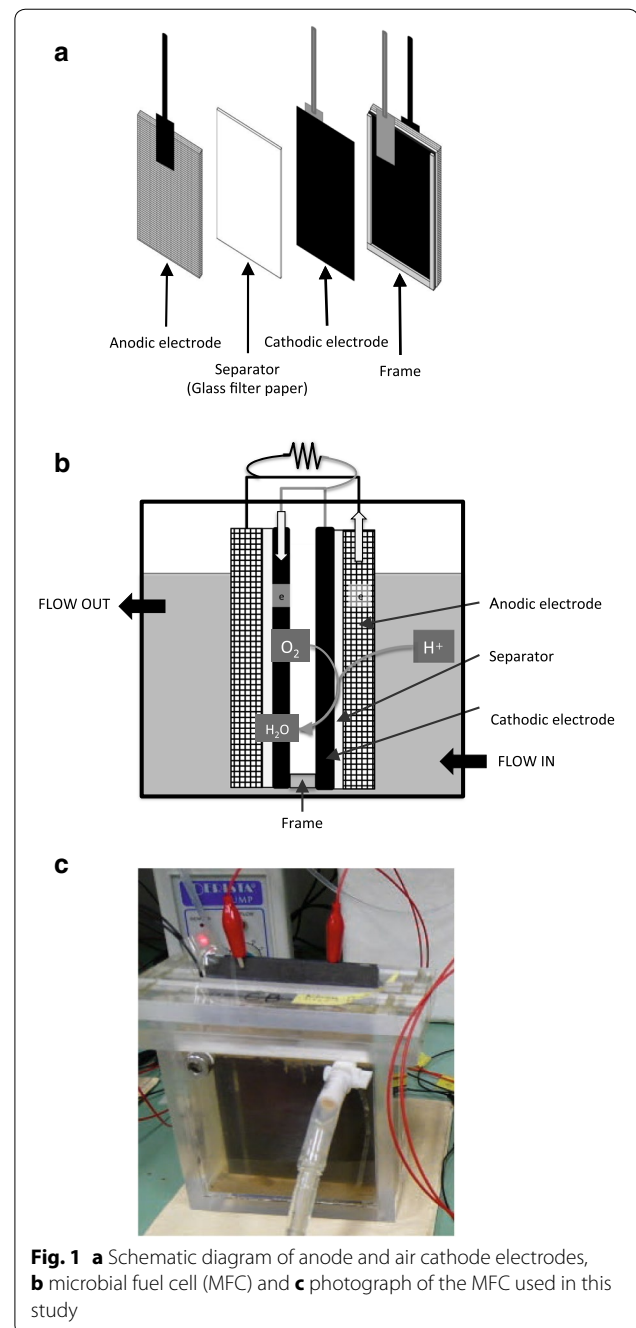 a
Anodic electrode
Separator
(Glass filter paper)
Cathodic electrode
Frame
b
FLOW OUT
e
e
O₂
H⁺
H₂O
Anodic electrode
Separator
Cathodic electrode
FLOW IN
Frame
c
PUMP
Fig. 1 a Schematic diagram of anode and air cathode electrodes,
b microbial fuel cell (MFC) and c photograph of the MFC used in this
study